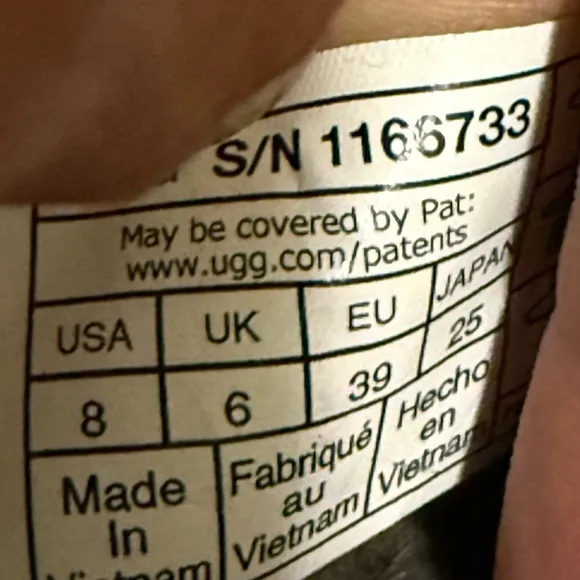 S/N 1166733
May be covered by Pat:
www.ugg.com/patents
USA UK EU JAPAN
8 6 39 25
Made
In
Vietnam
Fabriqué
au
Vietnam
Hecho
en
Vietnam